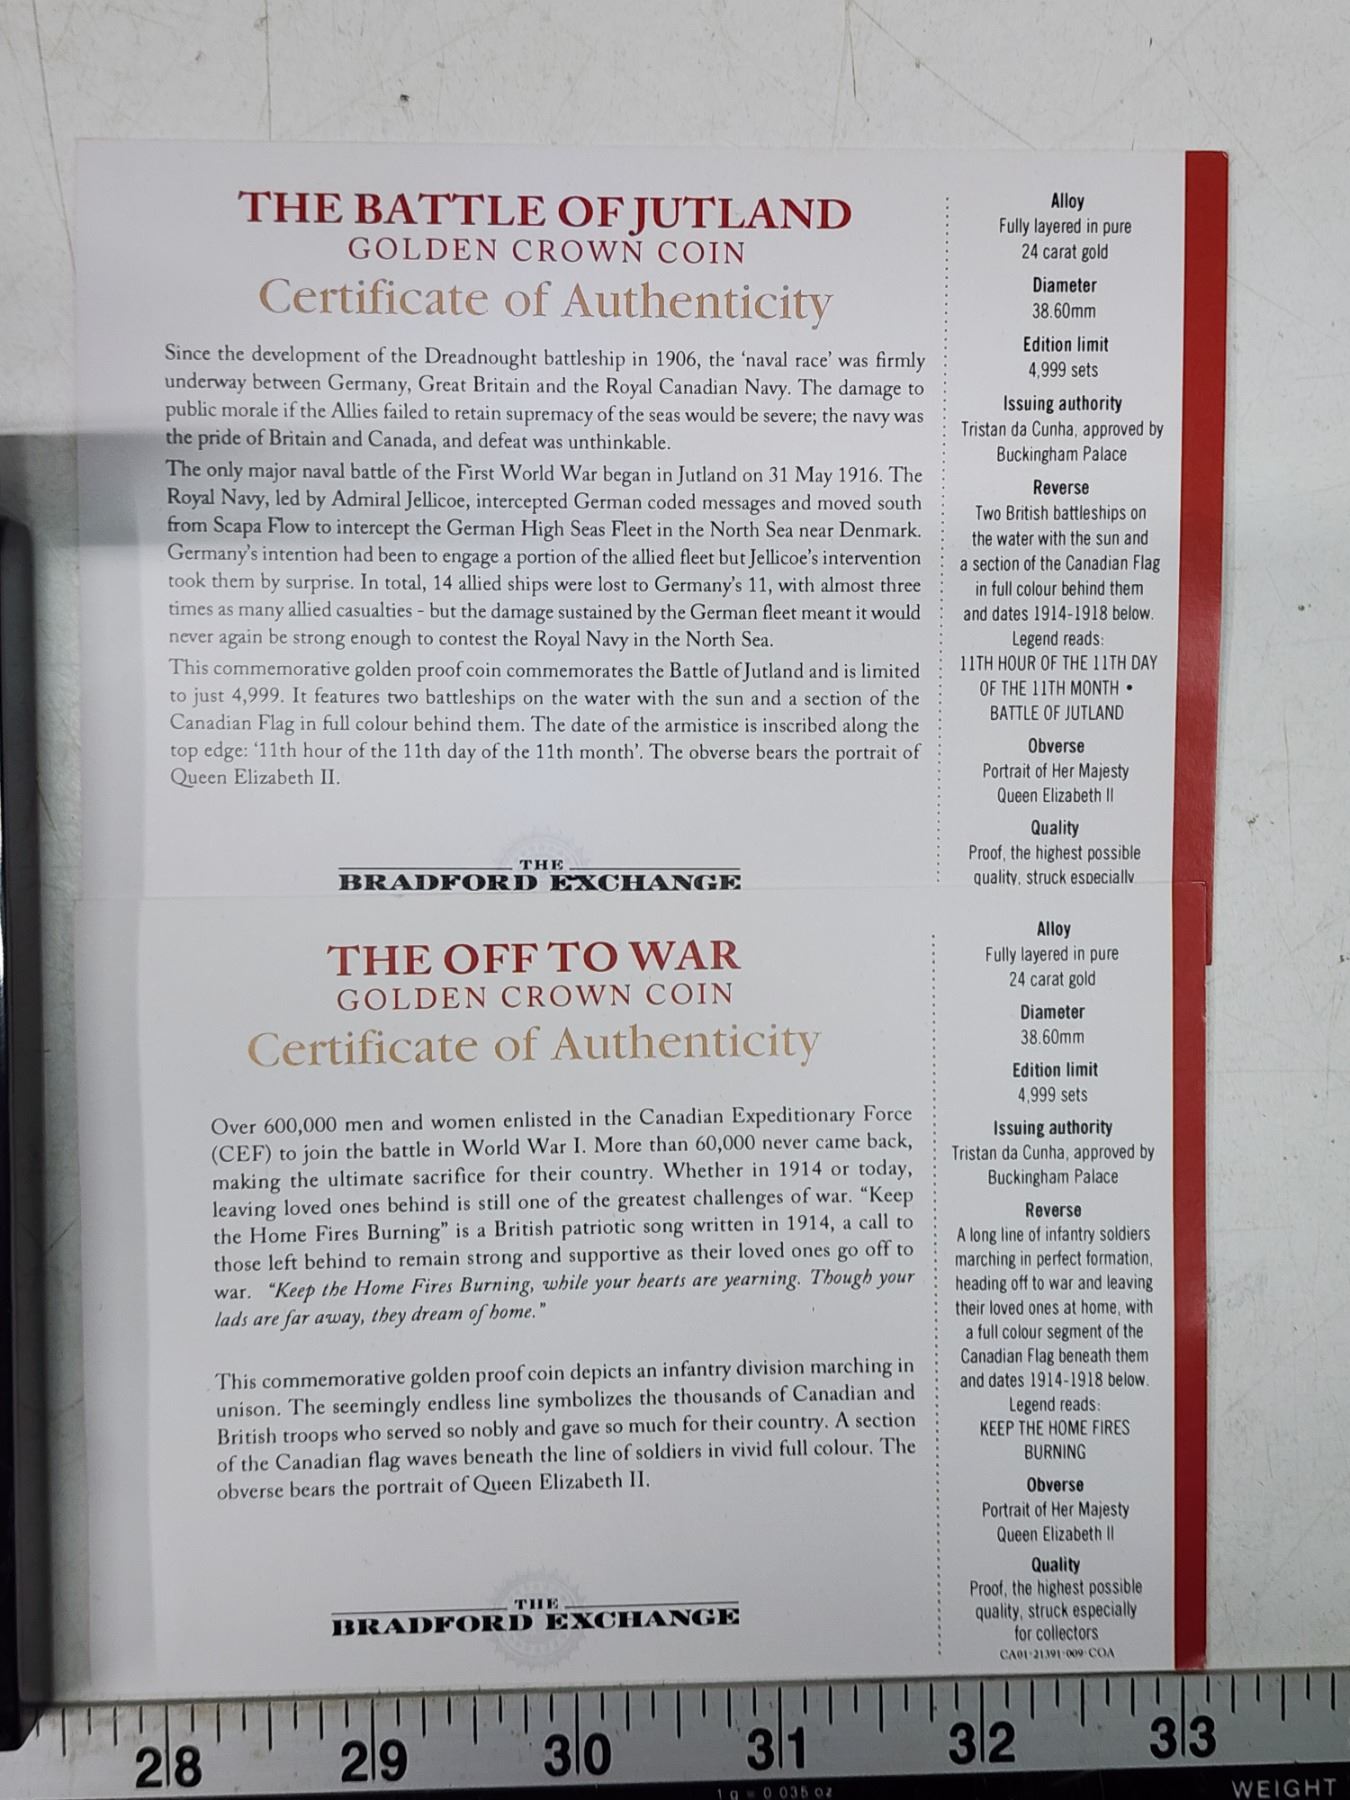 THE BATTLE OF JUTLAND
GOLDEN CROWN COIN
Certificate of Authenticity
Since the development of the Dreadnought battleship in 1906, the ‘naval race’ was firmly
underway between Germany, Great Britain and the Royal Canadian Navy. The damage to
public morale if the Allies failed to retain supremacy of the seas would be severe; the navy was
the pride of Britain and Canada, and defeat was unthinkable.
The only major naval battle of the First World War began in Jutland on 31 May 1916. The
Royal Navy, led by Admiral Jellicoe, intercepted German coded messages and moved south
from Scapa Flow to intercept the German High Seas Fleet in the North Sea near Denmark.
Germany’s intention had been to engage a portion of the allied fleet but Jellicoe’s intervention
took them by surprise. In total, 14 allied ships were lost to Germany’s 11, with almost three
times as many allied casualties - but the damage sustained by the German fleet meant it would
never again be strong enough to contest the Royal Navy in the North Sea.
This commemorative golden proof coin commemorates the Battle of Jutland and is limited
to just 4,999. It features two battleships on the water with the sun and a section of the
Canadian Flag in full colour behind them. The date of the armistice is inscribed along the
top edge: ‘11th hour of the 11th day of the 11th month’. The obverse bears the portrait of
Queen Elizabeth II.
THE
BRADFORD EXCHANGE
Alloy
Fully layered in pure
24 carat gold
Diameter
38.60mm
Edition limit
4,999 sets
Issuing authority
Tristan da Cunha, approved by
Buckingham Palace
Reverse
Two British battleships on
the water with the sun and
a section of the Canadian Flag
in full colour behind them
and dates 1914-1918 below.
Legend reads:
11TH HOUR OF THE 11TH DAY
OF THE 11TH MONTH •
BATTLE OF JUTLAND
Obverse
Portrait of Her Majesty
Queen Elizabeth II
Quality
Proof, the highest possible
quality, struck especially
THE OFF TO WAR
GOLDEN CROWN COIN
Certificate of Authenticity
Over 600,000 men and women enlisted in the Canadian Expeditionary Force
(CEF) to join the battle in World War I. More than 60,000 never came back,
making the ultimate sacrifice for their country. Whether in 1914 or today,
leaving loved ones behind is still one of the greatest challenges of war. “Keep
the Home Fires Burning” is a British patriotic song written in 1914, a call to
those left behind to remain strong and supportive as their loved ones go off to
war. “Keep the Home Fires Burning, while your hearts are yearning. Though your
lads are far away, they dream of home.”
This commemorative golden proof coin depicts an infantry division marching in
unison. The seemingly endless line symbolizes the thousands of Canadian and
British troops who served so nobly and gave so much for their country. A section
of the Canadian flag waves beneath the line of soldiers in vivid full colour. The
obverse bears the portrait of Queen Elizabeth II.
THE
BRADFORD EXCHANGE
Alloy
Fully layered in pure
24 carat gold
Diameter
38.60mm
Edition limit
4,999 sets
Issuing authority
Tristan da Cunha, approved by
Buckingham Palace
Reverse
A long line of infantry soldiers
marching in perfect formation,
heading off to war and leaving
their loved ones at home, with
a full colour segment of the
Canadian Flag beneath them
and dates 1914-1918 below.
Legend reads:
KEEP THE HOME FIRES
BURNING
Obverse
Portrait of Her Majesty
Queen Elizabeth II
Quality
Proof, the highest possible
quality, struck especially
for collectors
CA01-21391-009-COA
28 29 30 31 32 33
1 g = 0.035 oz
WEIGHT